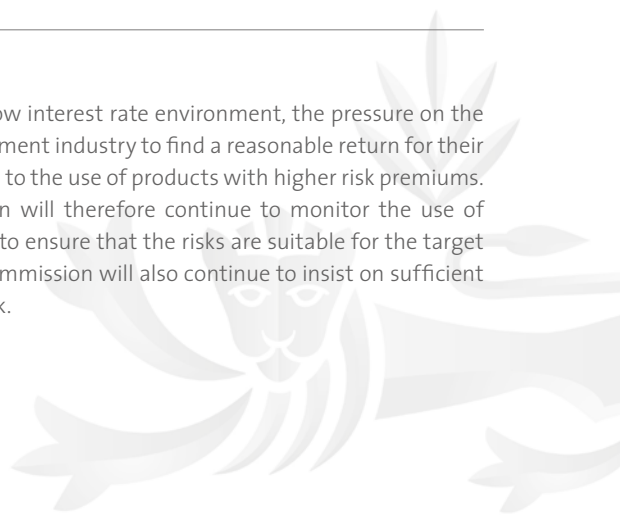 ow interest rate environment, the pressure on the
ment industry to find a reasonable return for their
to the use of products with higher risk premiums.
n will therefore continue to monitor the use of
to ensure that the risks are suitable for the target
mmission will also continue to insist on sufficient
k.